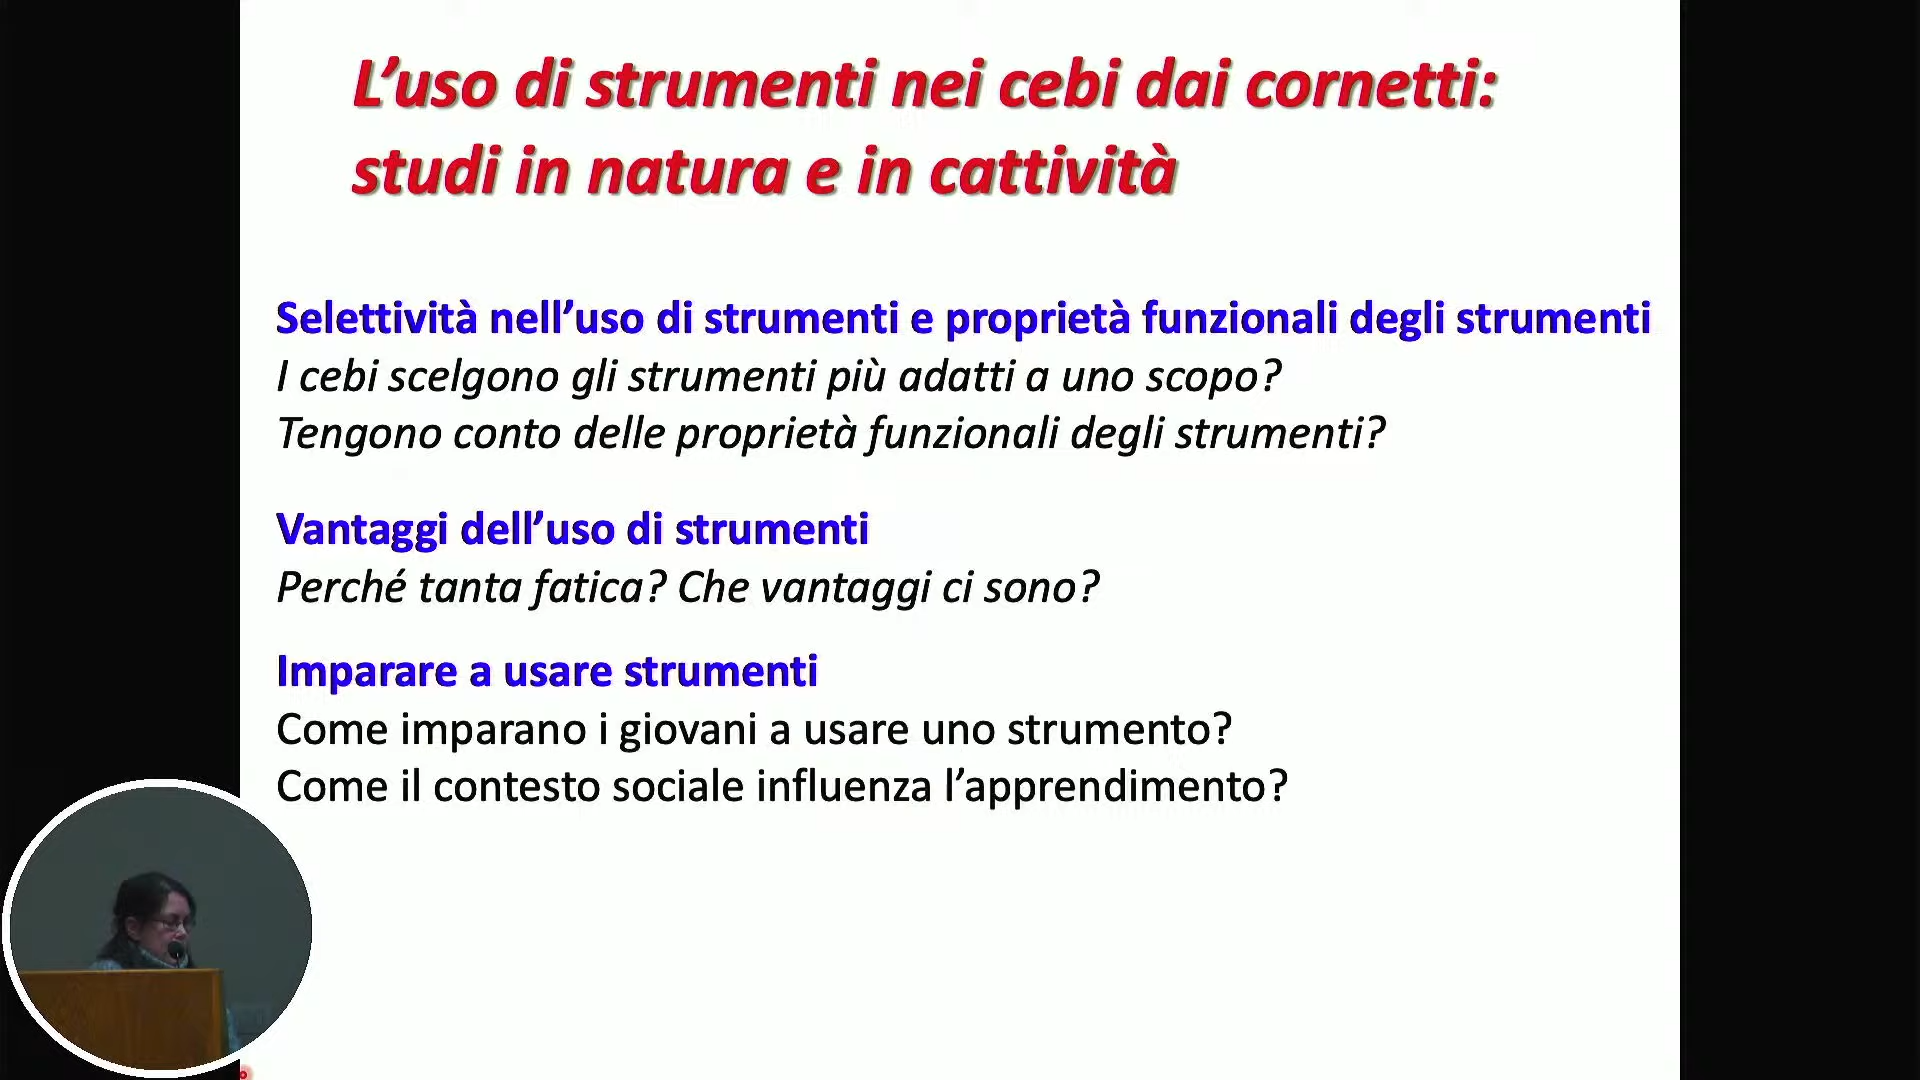 L’uso di strumenti nei cebi dai cornetti:
studi in natura e in cattività
Selettività nell’uso di strumenti e proprietà funzionali degli strumenti
I cebi scelgono gli strumenti più adatti a uno scopo?
Tengono conto delle proprietà funzionali degli strumenti?
Vantaggi dell’uso di strumenti
Perché tanta fatica? Che vantaggi ci sono?
Imparare a usare strumenti
Come imparano i giovani a usare uno strumento?
Come il contesto sociale influenza l’apprendimento?